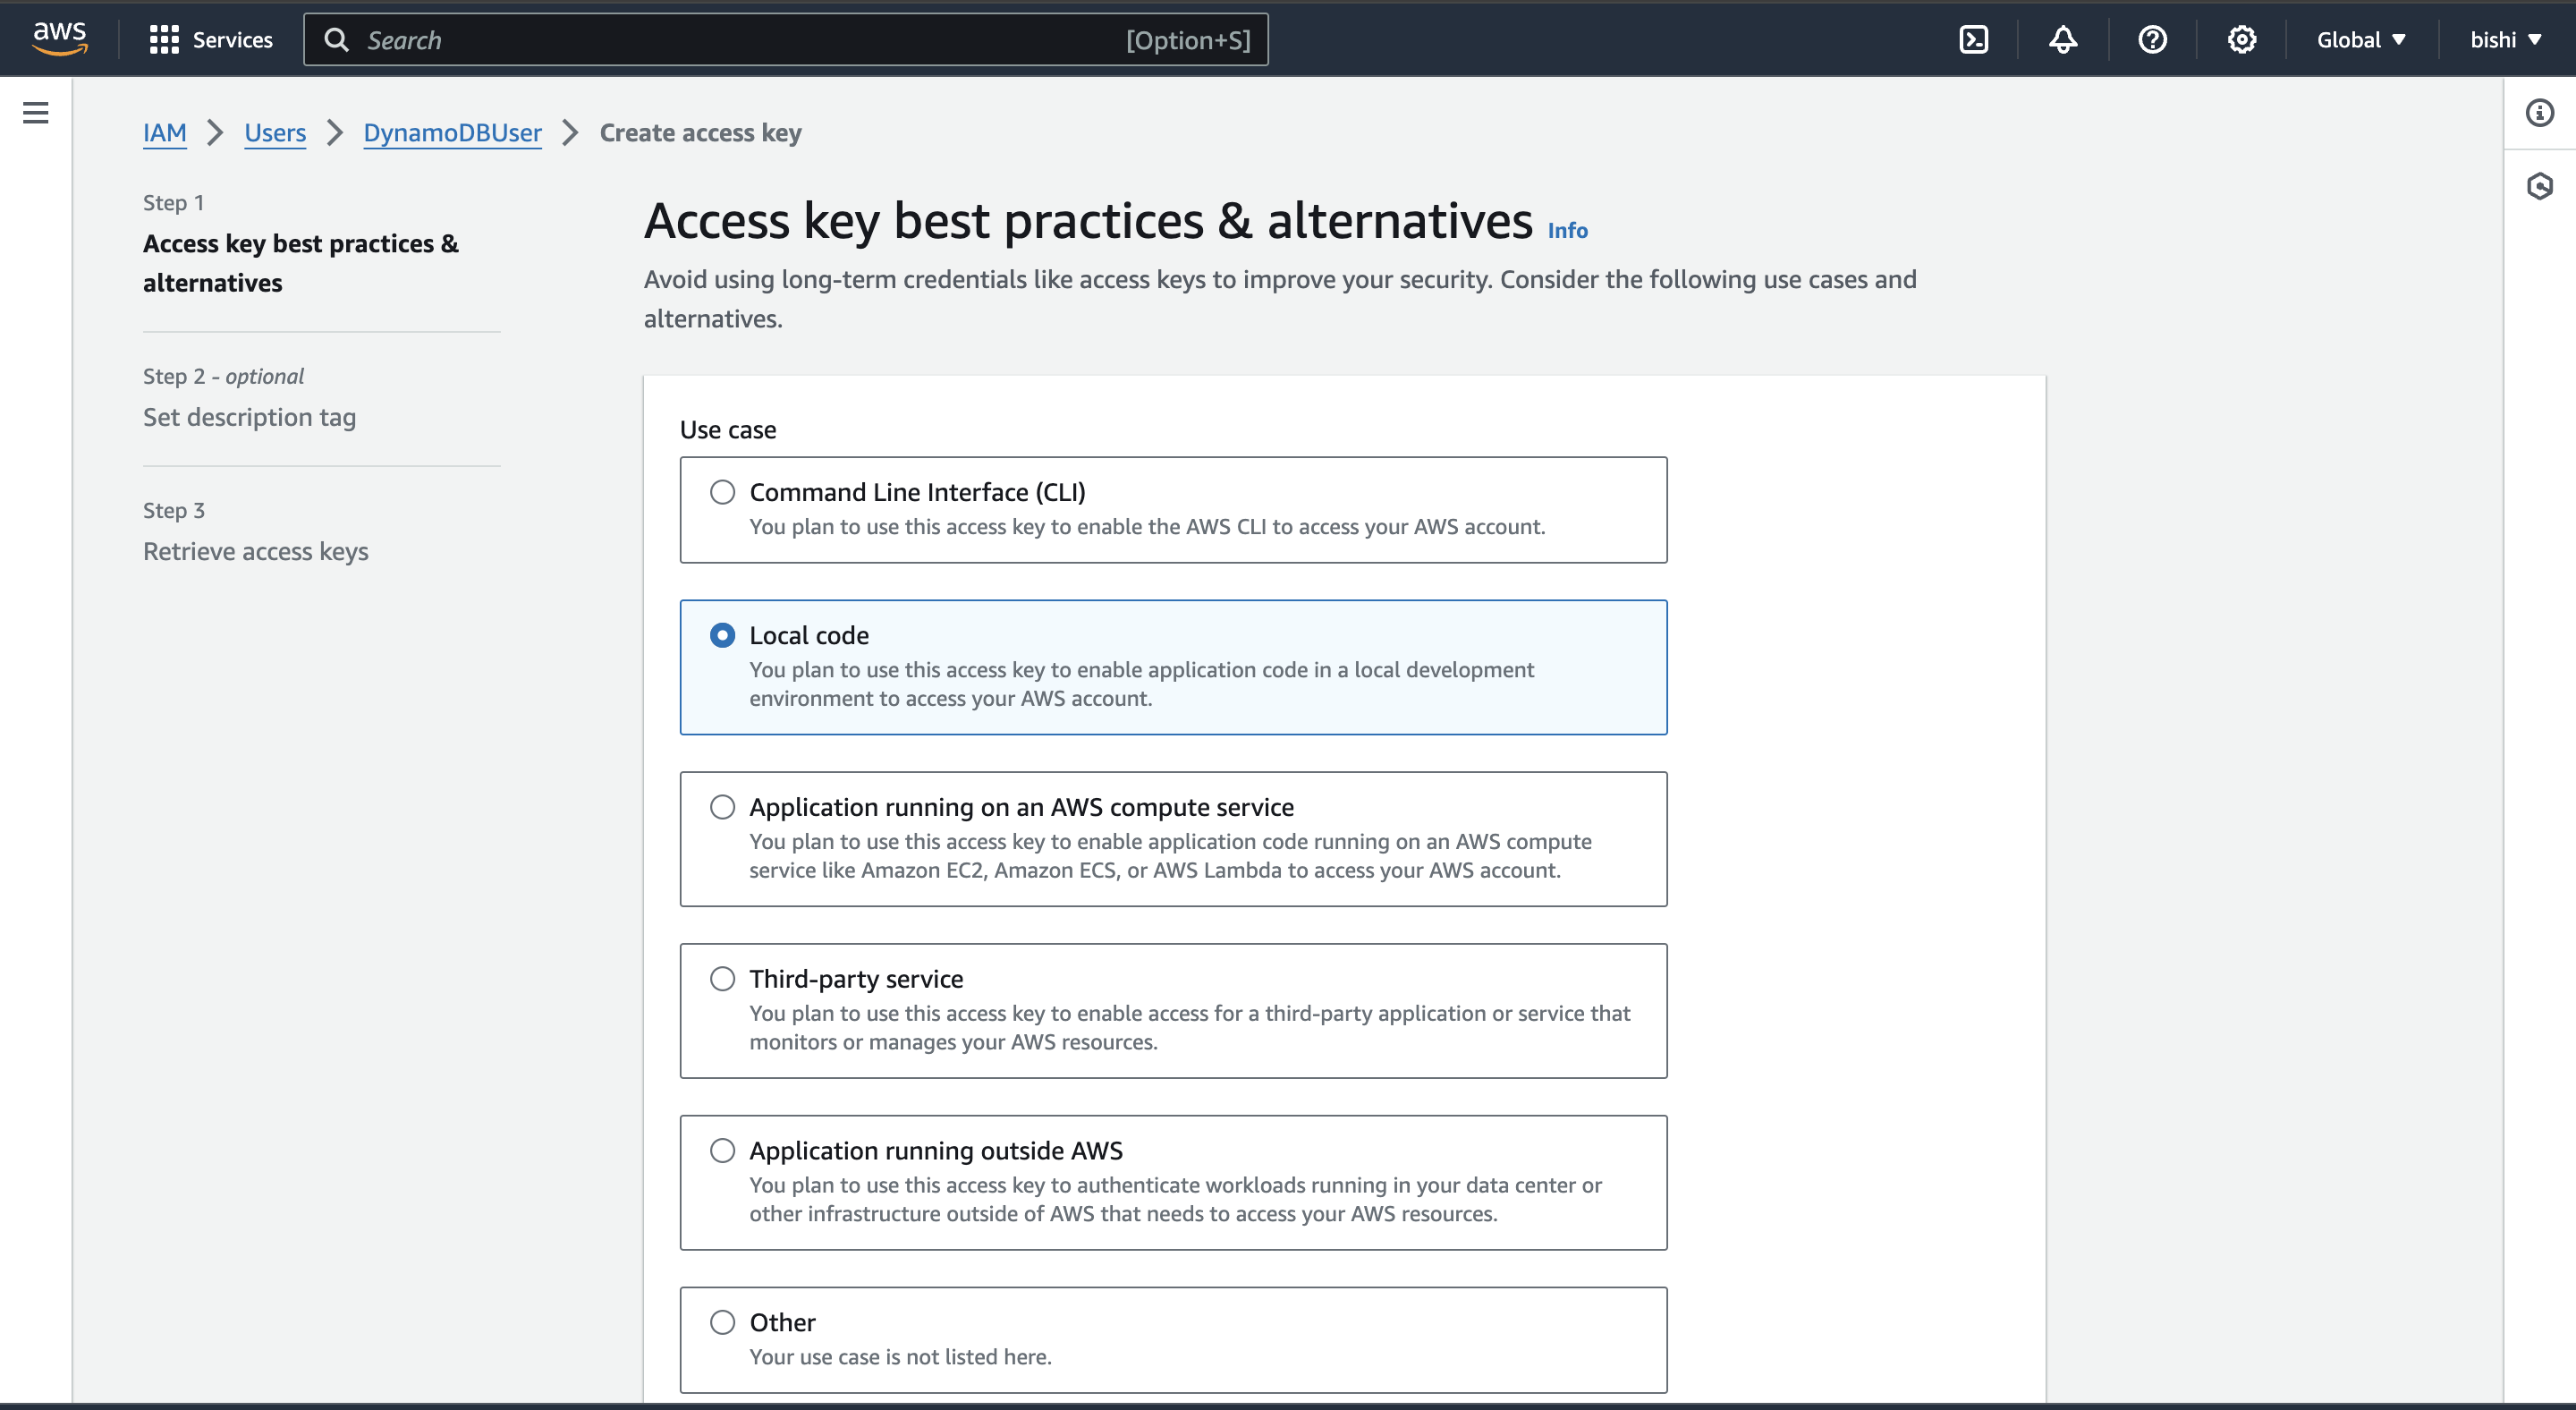 aws
Services
Search
[Option+S]
Global
bishi
IAM
Users
DynamoDBUser
Create access key
Step 1
Access key best practices &
alternatives
Step 2 - optional
Set description tag
Step 3
Retrieve access keys
Access key best practices & alternatives Info
Avoid using long-term credentials like access keys to improve your security. Consider the following use cases and
alternatives.
Use case
Command Line Interface (CLI)
You plan to use this access key to enable the AWS CLI to access your AWS account.
Local code
You plan to use this access key to enable application code in a local development
environment to access your AWS account.
Application running on an AWS compute service
You plan to use this access key to enable application code running on an AWS compute
service like Amazon EC2, Amazon ECS, or AWS Lambda to access your AWS account.
Third-party service
You plan to use this access key to enable access for a third-party application or service that
monitors or manages your AWS resources.
Application running outside AWS
You plan to use this access key to authenticate workloads running in your data center or
other infrastructure outside of AWS that needs to access your AWS resources.
Other
Your use case is not listed here.